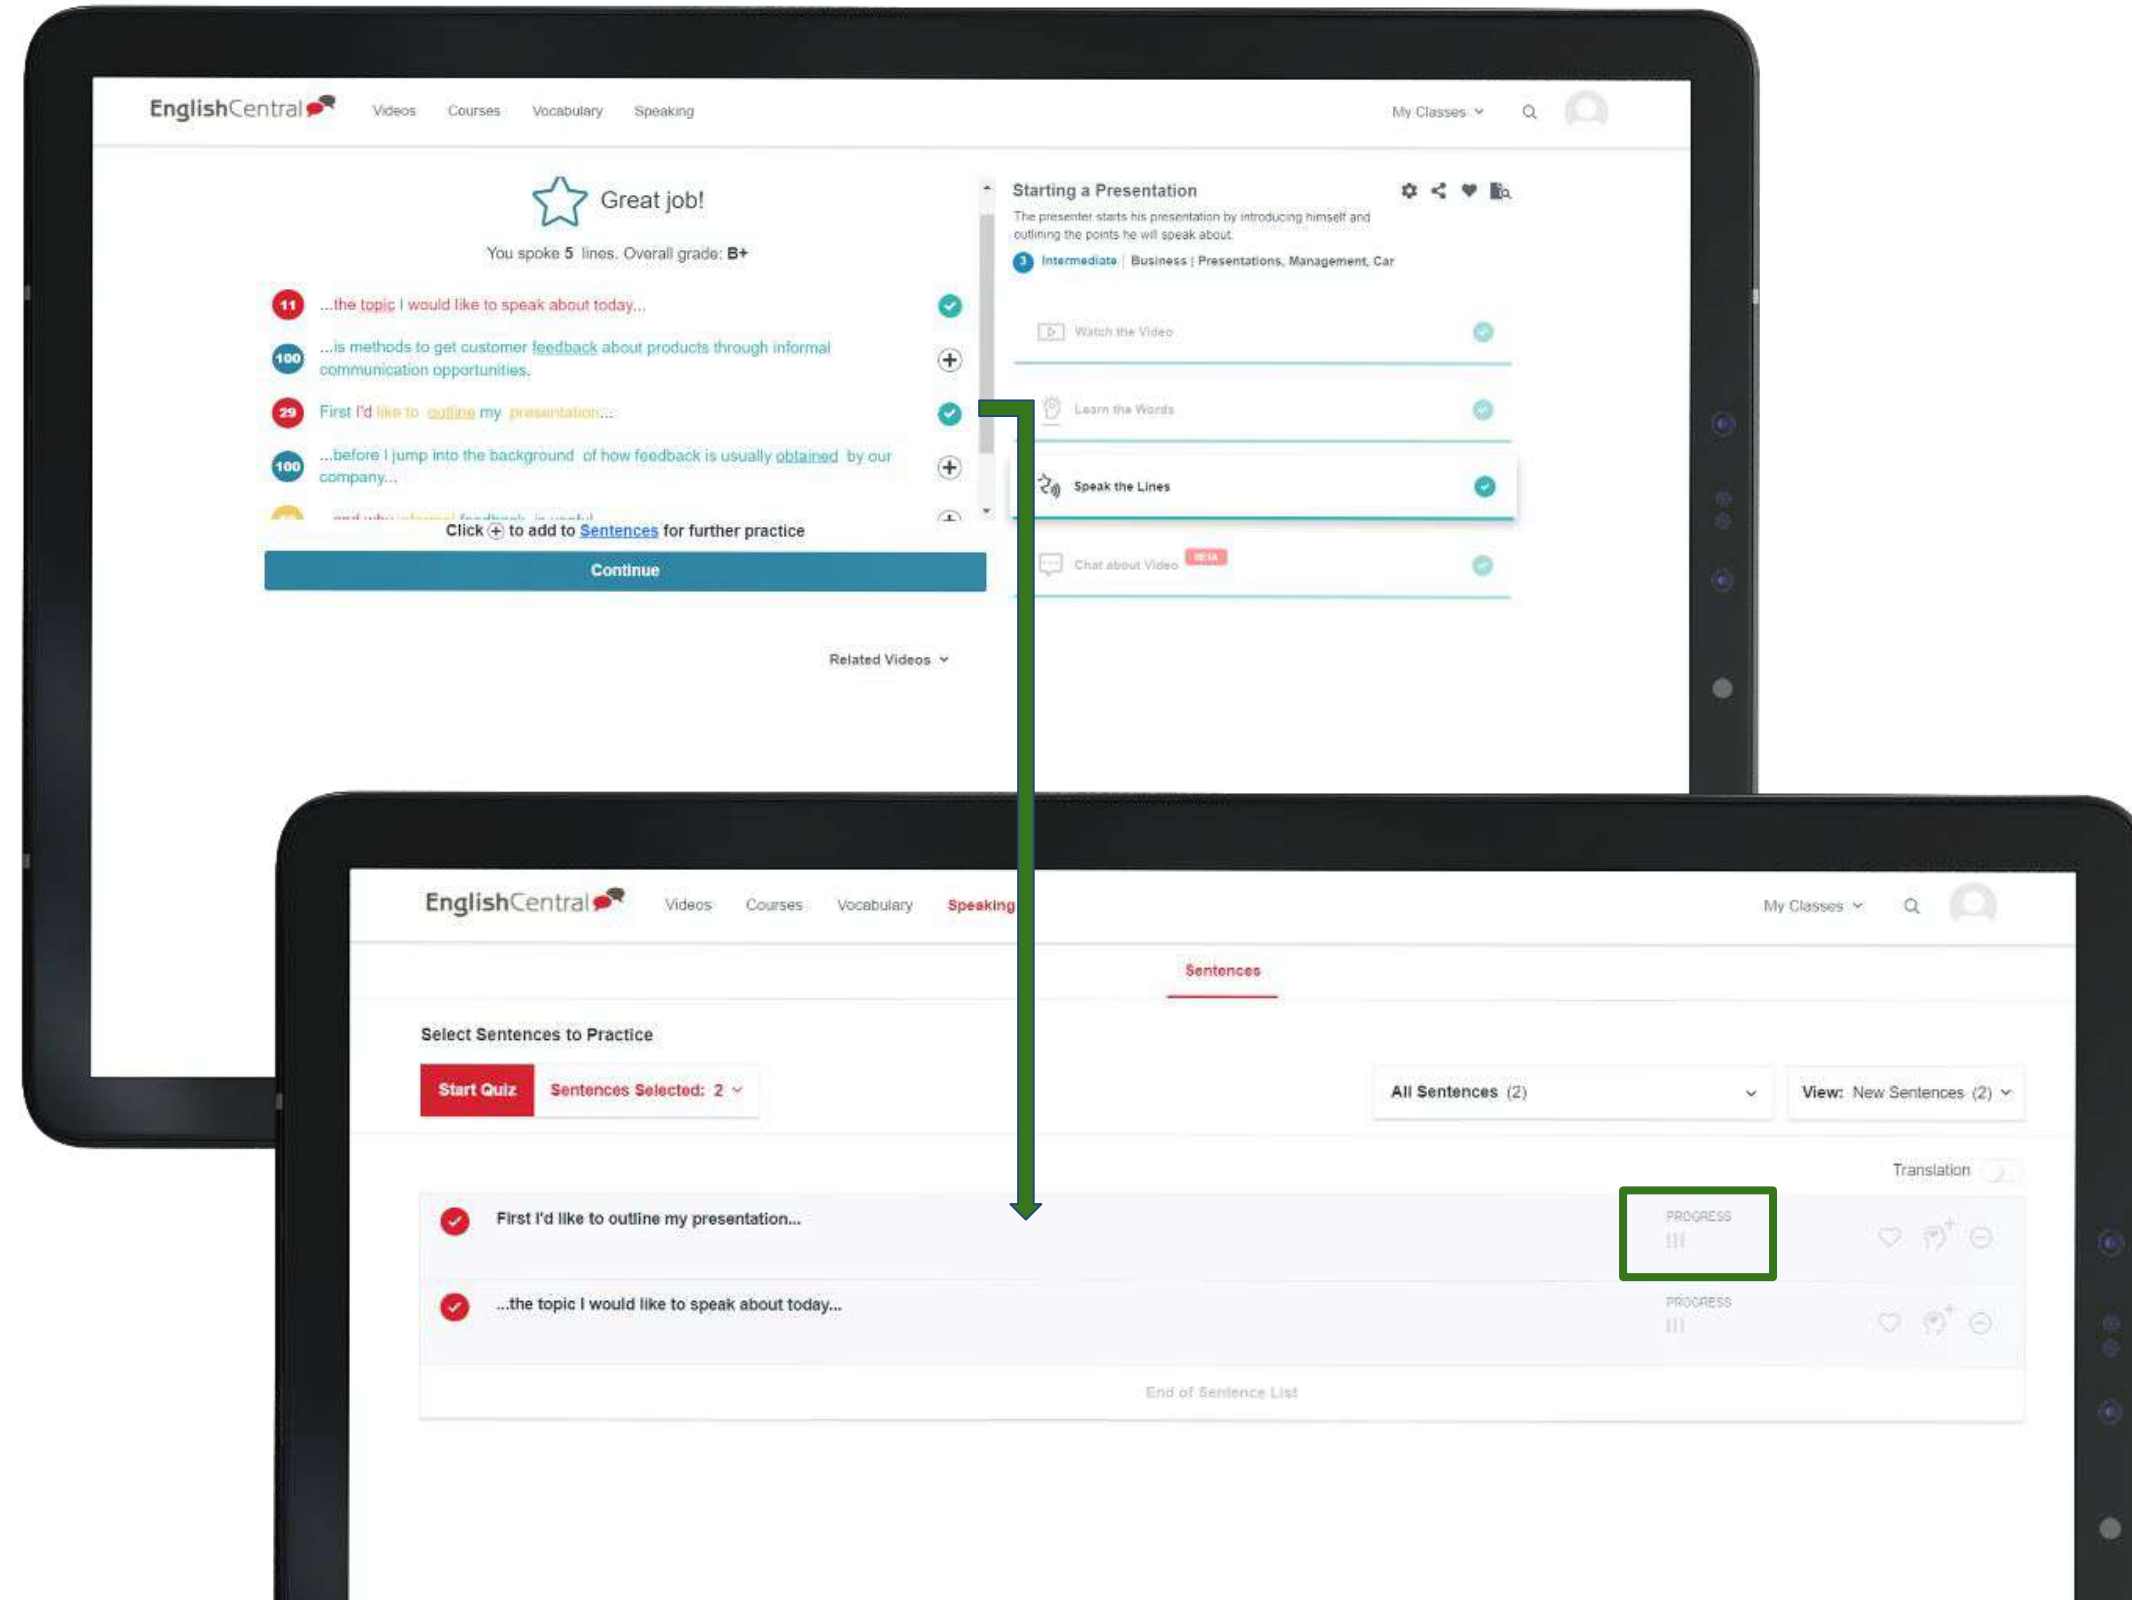 EnglishCentral Videos Courses Vocabulary Speaking My Classes
Great job!
You spoke 5 lines. Overall grade: B+
11 ...the topic I would like to speak about today...
100 ...is methods to get customer feedback about products through informal
communication opportunities.
29 First I'd like to outline my presentation...
100 ...before I jump into the background of how feedback is usually obtained by our
company...
Click + to add to Sentences for further practice
Continue
Related Videos
Starting a Presentation
The presenter starts his presentation by introducing himself and
outlining the points he will speak about.
3 Intermediate | Business | Presentations, Management, Car
Watch the Video
Learn the Words
Speak the Lines
Chat about Video BETA
EnglishCentral Videos Courses Vocabulary Speaking My Classes
Sentences
Select Sentences to Practice
Start Quiz Sentences Selected: 2 All Sentences (2) View: New Sentences (2)
Translation
First I'd like to outline my presentation... PROGRESS
...the topic I would like to speak about today... PROGRESS
End of Sentence List